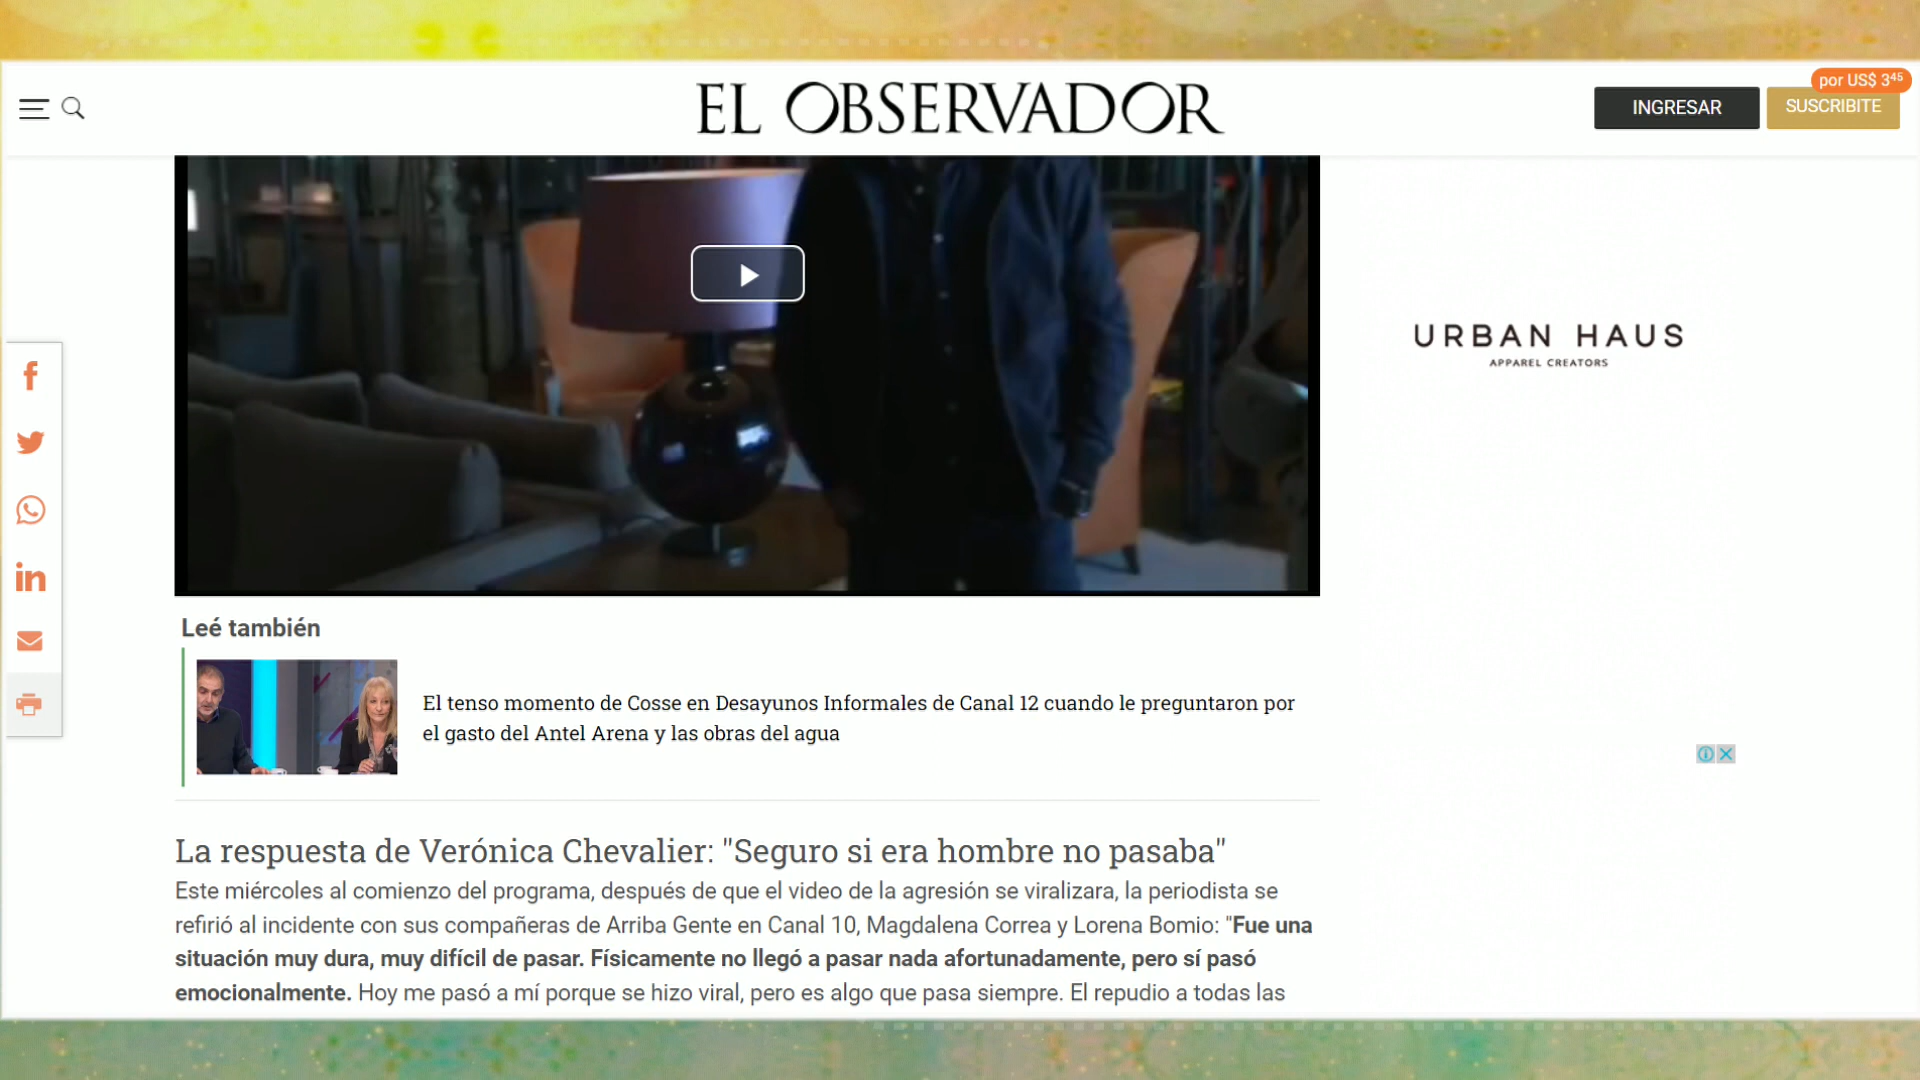 EL OBSERVADOR
INGRESAR
por US$ 3⁴⁵
SUSCRIBITE
URBAN HAUS
APPAREL CREATORS
Leé también
El tenso momento de Cosse en Desayunos Informales de Canal 12 cuando le preguntaron por
el gasto del Antel Arena y las obras del agua
La respuesta de Verónica Chevalier: "Seguro si era hombre no pasaba"
Este miércoles al comienzo del programa, después de que el video de la agresión se viralizara, la periodista se
refirió al incidente con sus compañeras de Arriba Gente en Canal 10, Magdalena Correa y Lorena Bomio: "Fue una
situación muy dura, muy difícil de pasar. Físicamente no llegó a pasar nada afortunadamente, pero sí pasó
emocionalmente. Hoy me pasó a mí porque se hizo viral, pero es algo que pasa siempre. El repudio a todas las